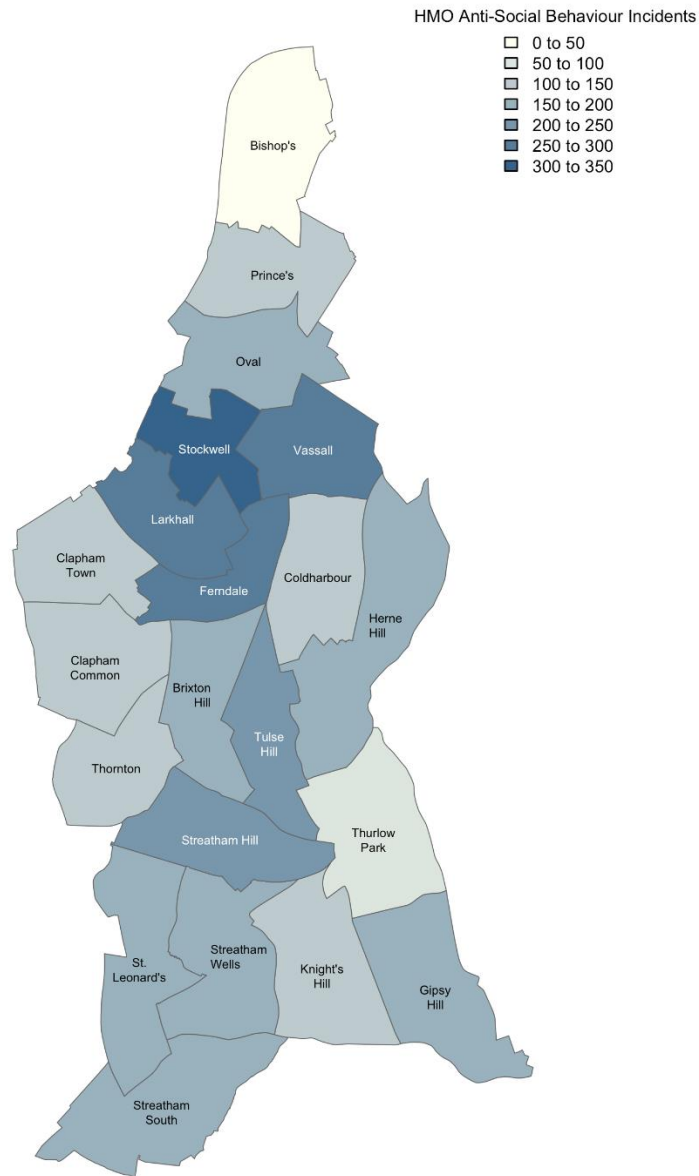 HMO Anti-Social Behaviour Incidents
0 to 50
50 to 100
100 to 150
150 to 200
200 to 250
250 to 300
300 to 350
Bishop's
Prince's
Oval
Stockwell
Vassall
Larkhall
Clapham
Town
Ferndale
Coldharbour
Herne
Hill
Clapham
Common
Brixton
Hill
Tulse
Hill
Thornton
Streatham Hill
Thurlow
Park
St.
Leonard's
Streatham
Wells
Knight's
Hill
Gipsy
Hill
Streatham
South